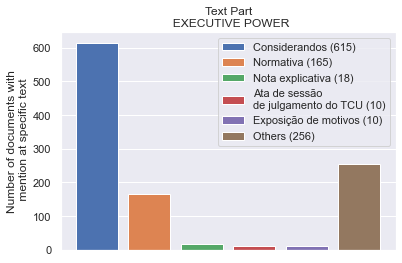 Text Part
EXECUTIVE POWER
Number of documents with
mention at specific text
600
500
400
300
200
100
0
Considerandos (615)
Normativa (165)
Nota explicativa (18)
Ata de sessão
de julgamento do TCU (10)
Exposição de motivos (10)
Others (256)